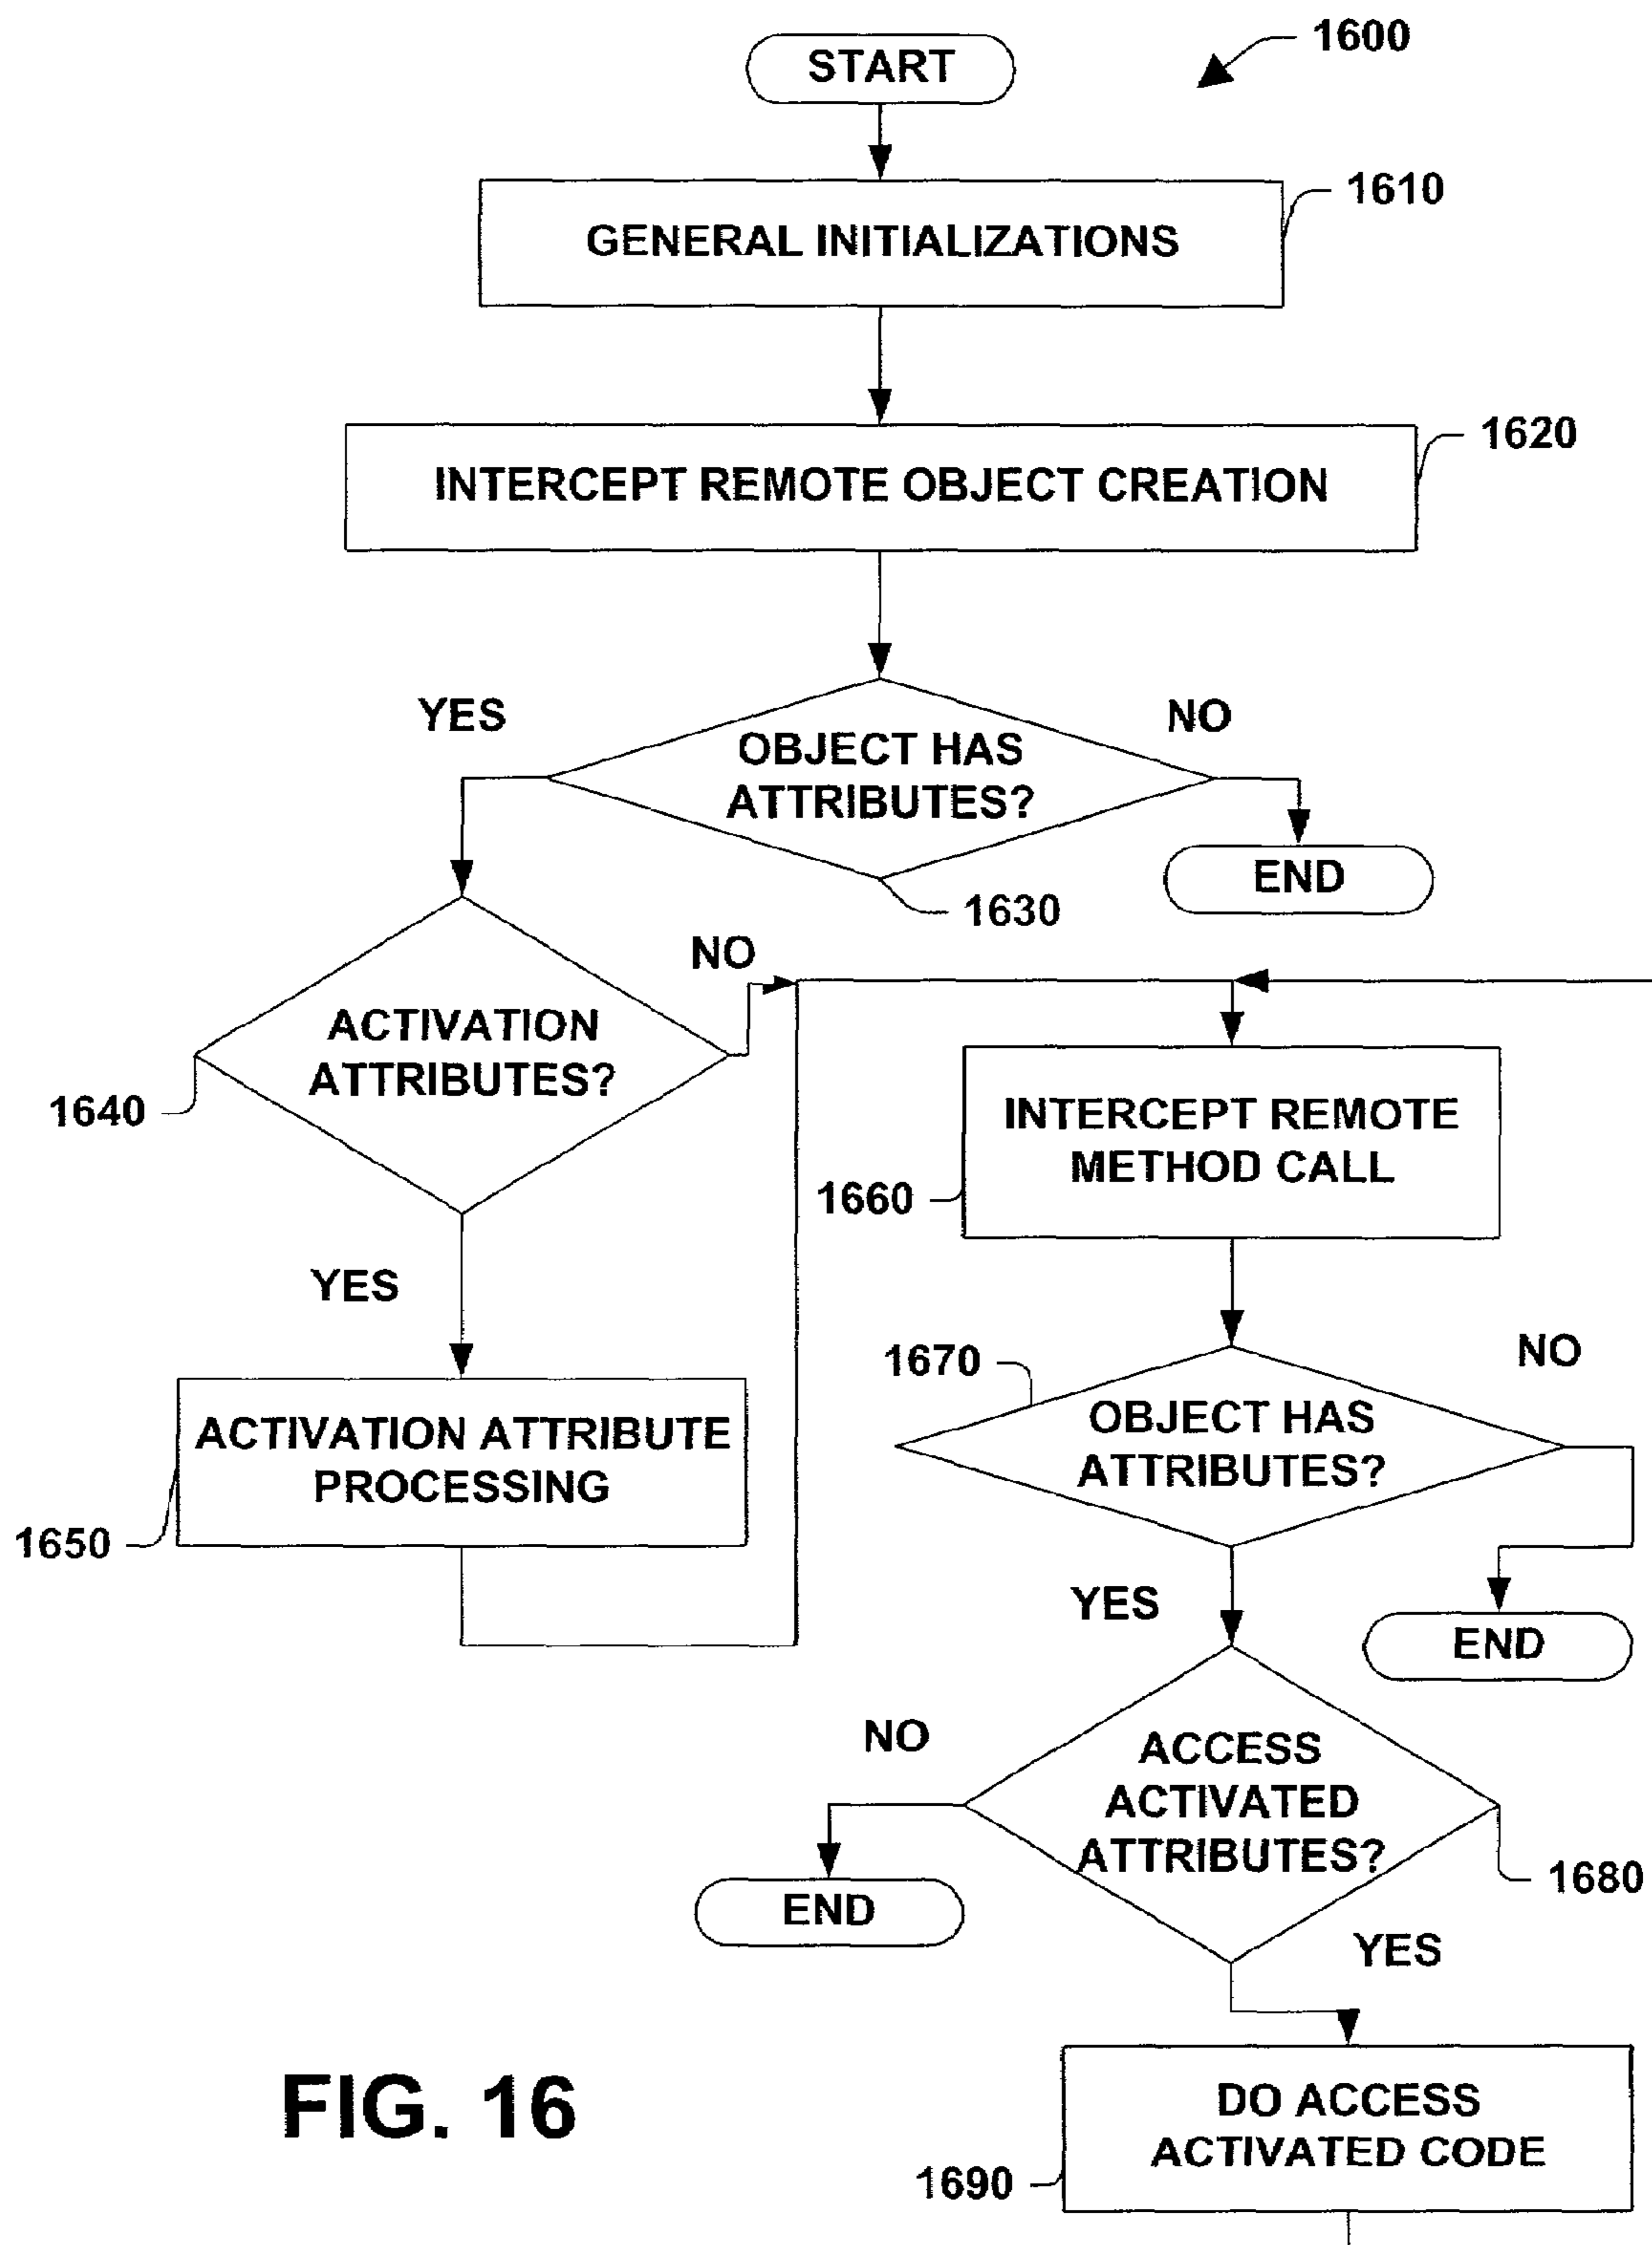 START
1600
GENERAL INITIALIZATIONS
1610
INTERCEPT REMOTE OBJECT CREATION
1620
YES
OBJECT HAS
ATTRIBUTES?
NO
1630
END
ACTIVATION
ATTRIBUTES?
NO
1640
YES
ACTIVATION ATTRIBUTE
PROCESSING
1650
INTERCEPT REMOTE
METHOD CALL
1660
1670
OBJECT HAS
ATTRIBUTES?
NO
END
YES
ACCESS
ACTIVATED
ATTRIBUTES?
NO
END
1680
YES
DO ACCESS
ACTIVATED CODE
1690
FIG. 16